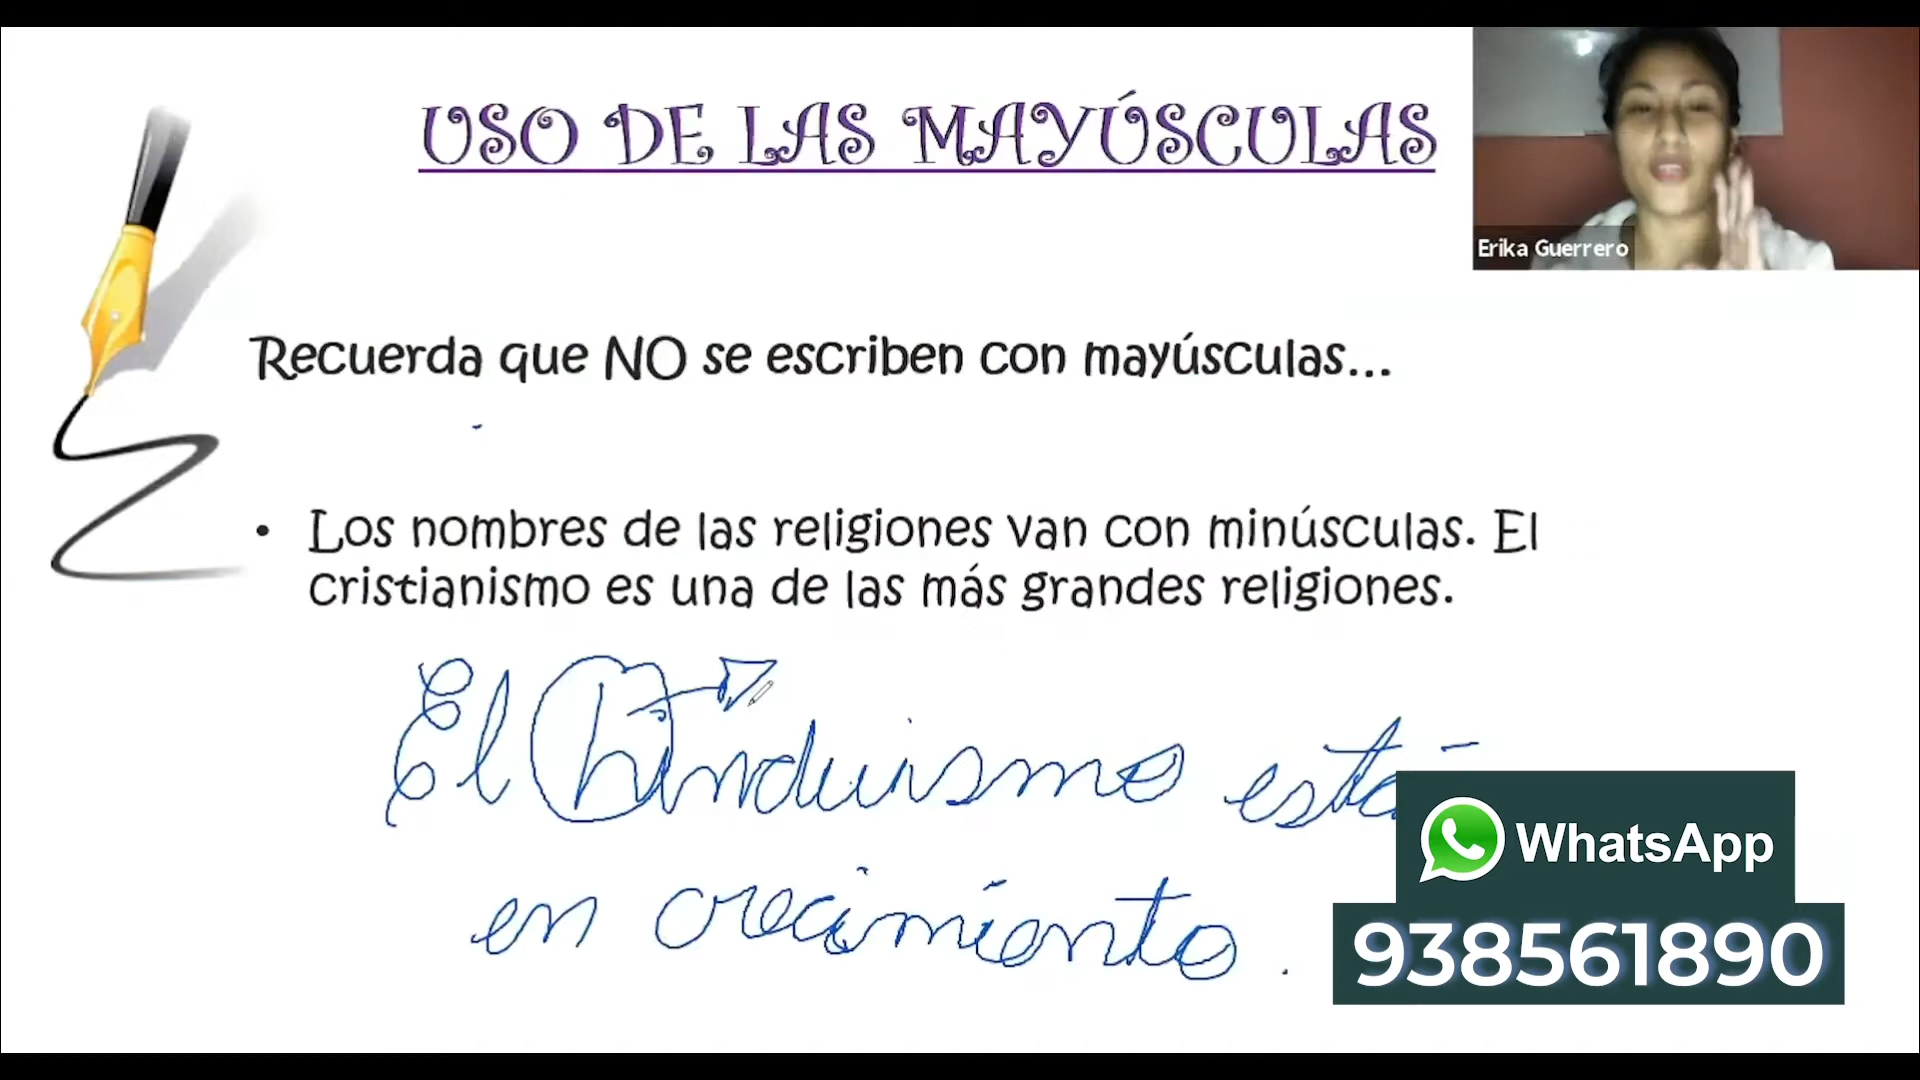 USO DE LAS MAYÚSCULAS
Erika Guerrero
Recuerda que NO se escriben con mayúsculas...
• Los nombres de las religiones van con minúsculas. El
cristianismo es una de las más grandes religiones.
El hinduismo está
en crecimiento.
WhatsApp
938561890